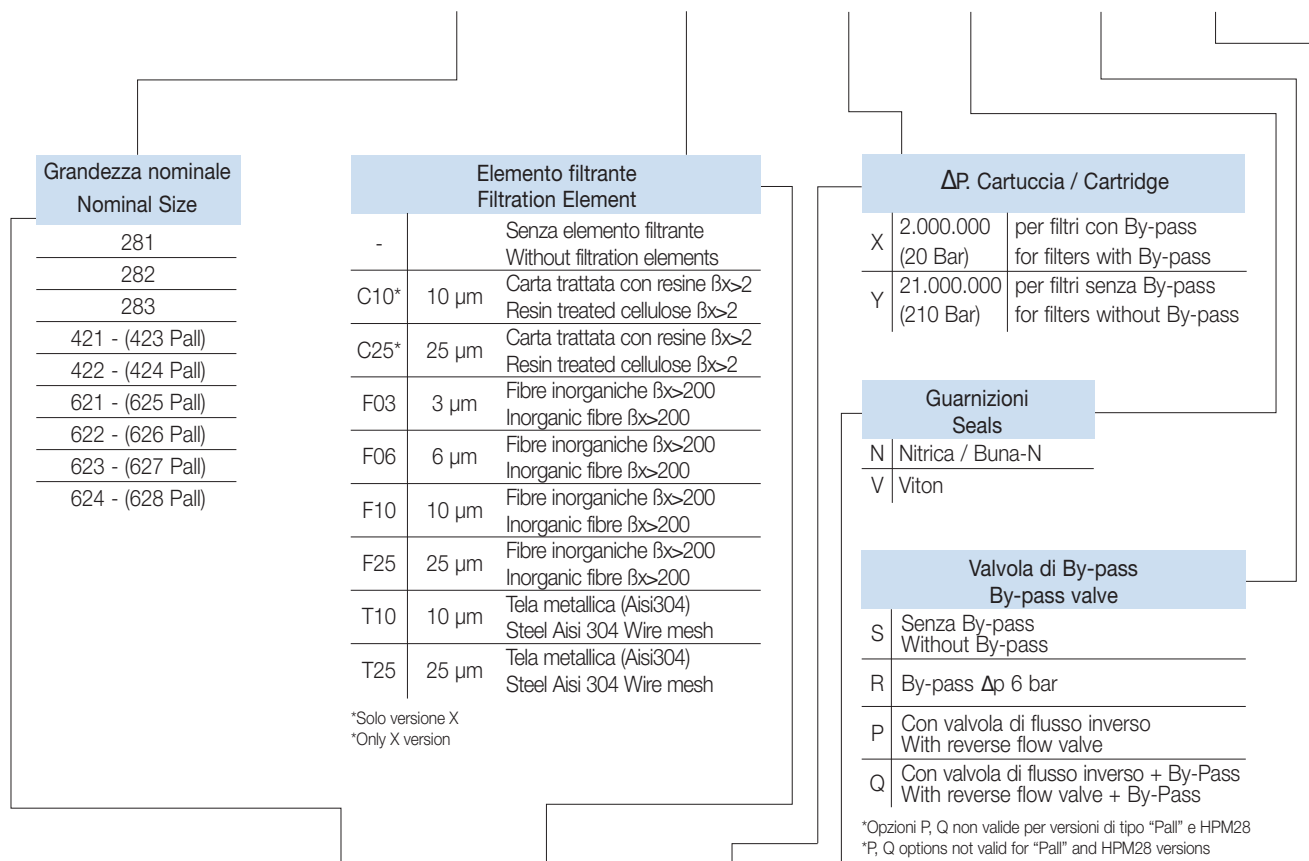 Grandezza nominale
Nominal Size
281
282
283
421 - (423 Pall)
422 - (424 Pall)
621 - (625 Pall)
622 - (626 Pall)
623 - (627 Pall)
624 - (628 Pall)
Elemento filtrante
Filtration Element
- Senza elemento filtrante
Without filtration elements
C10* 10 µm Carta trattata con resine ßx>2
Resin treated cellulose ßx>2
C25* 25 µm Carta trattata con resine ßx>2
Resin treated cellulose ßx>2
F03 3 µm Fibre inorganiche ßx>200
Inorganic fibre ßx>200
F06 6 µm Fibre inorganiche ßx>200
Inorganic fibre ßx>200
F10 10 µm Fibre inorganiche ßx>200
Inorganic fibre ßx>200
F25 25 µm Fibre inorganiche ßx>200
Inorganic fibre ßx>200
T10 10 µm Tela metallica (Aisi304)
Steel Aisi 304 Wire mesh
T25 25 µm Tela metallica (Aisi304)
Steel Aisi 304 Wire mesh
*Solo versione X
*Only X version
ΔP. Cartuccia / Cartridge
X 2.000.000 per filtri con By-pass
(20 Bar) for filters with By-pass
Y 21.000.000 per filtri senza By-pass
(210 Bar) for filters without By-pass
Guarnizioni
Seals
N Nitrica / Buna-N
V Viton
Valvola di By-pass
By-pass valve
S Senza By-pass
Without By-pass
R By-pass Δp 6 bar
P Con valvola di flusso inverso
With reverse flow valve
Q Con valvola di flusso inverso + By-Pass
With reverse flow valve + By-Pass
*Opzioni P, Q non valide per versioni di tipo “Pall” e HPM28
*P, Q options not valid for “Pall” and HPM28 versions